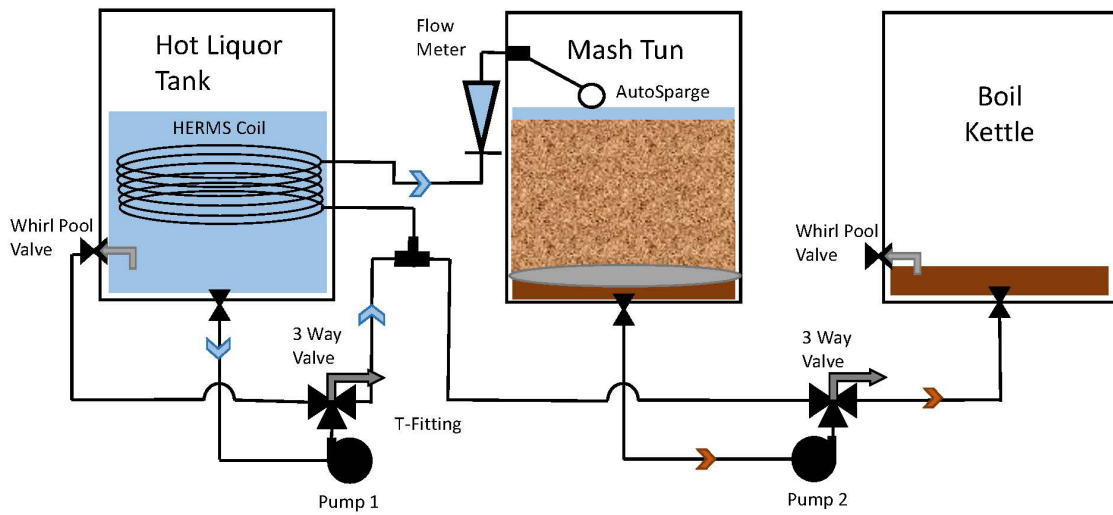 Hot Liquor
Tank
HERMS Coil
Whirl Pool
Valve
3 Way
Valve
T-Fitting
Pump 1
Flow
Meter
Mash Tun
AutoSparge
Boil
Kettle
Whirl Pool
Valve
3 Way
Valve
Pump 2